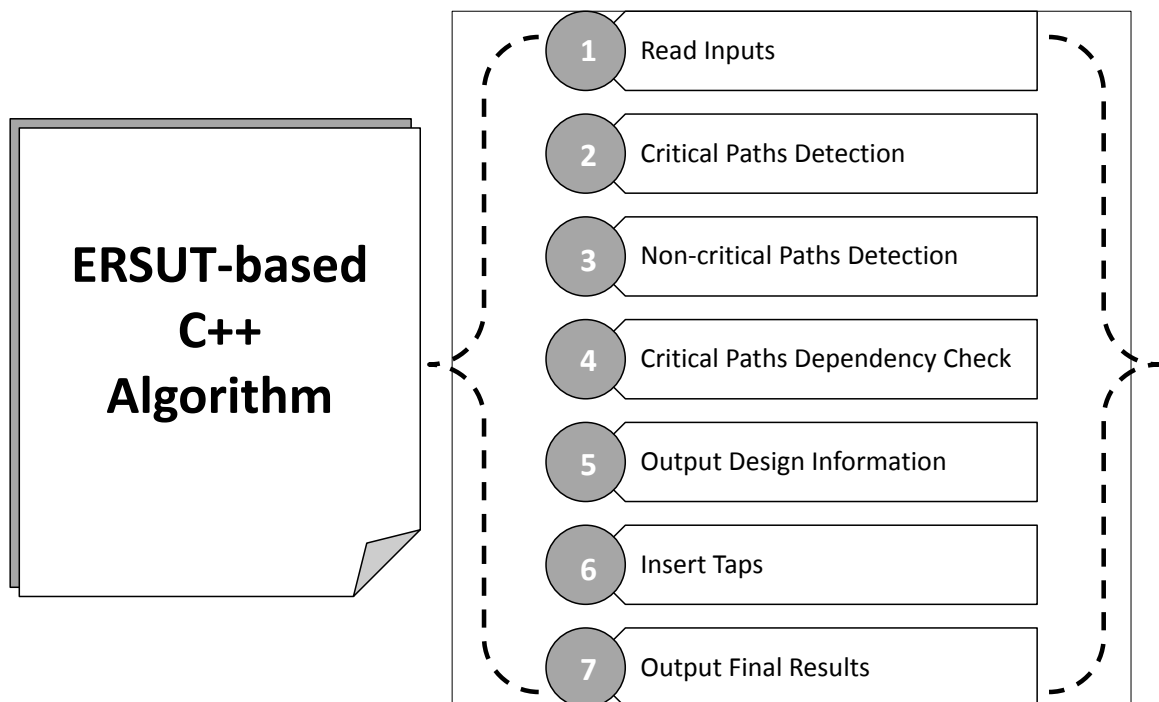 ERSUT-based
C++
Algorithm
1 Read Inputs
2 Critical Paths Detection
3 Non-critical Paths Detection
4 Critical Paths Dependency Check
5 Output Design Information
6 Insert Taps
7 Output Final Results